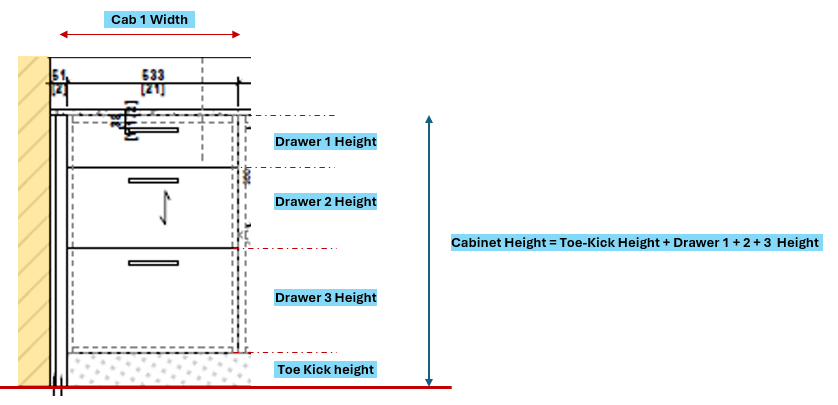 Cab 1 Width
51 533
[2] [21]
38
Drawer 1 Height
Drawer 2 Height
Cabinet Height = Toe-Kick Height + Drawer 1 + 2 + 3 Height
Drawer 3 Height
Toe Kick height